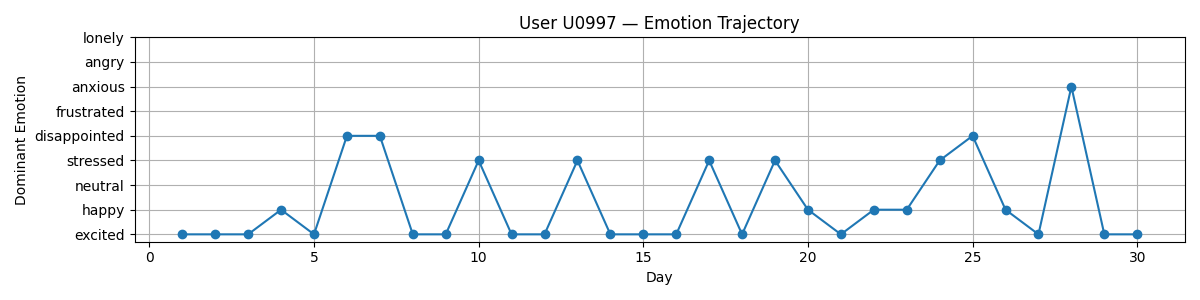 User U0997 — Emotion Trajectory
Dominant Emotion
lonely
angry
anxious
frustrated
disappointed
stressed
neutral
happy
excited
0 5 10 15 20 25 30
Day